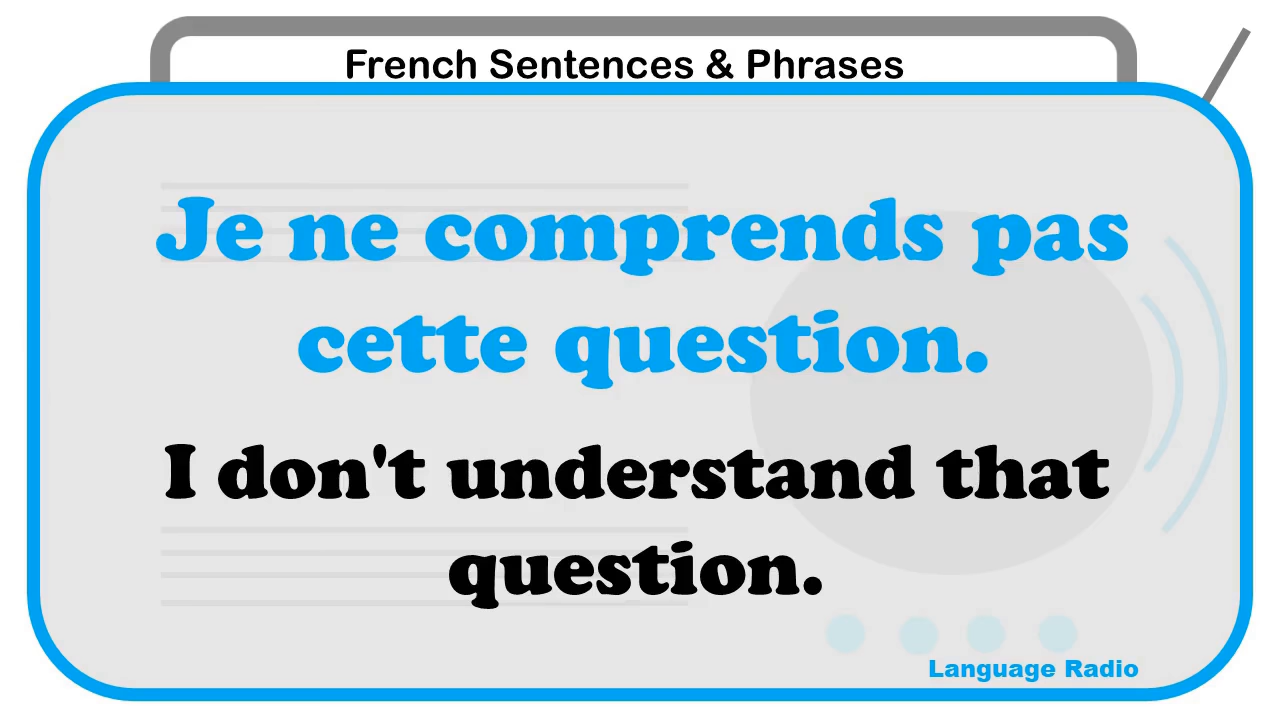 French Sentences & Phrases
Je ne comprends pas
cette question.
I don't understand that
question.
Language Radio